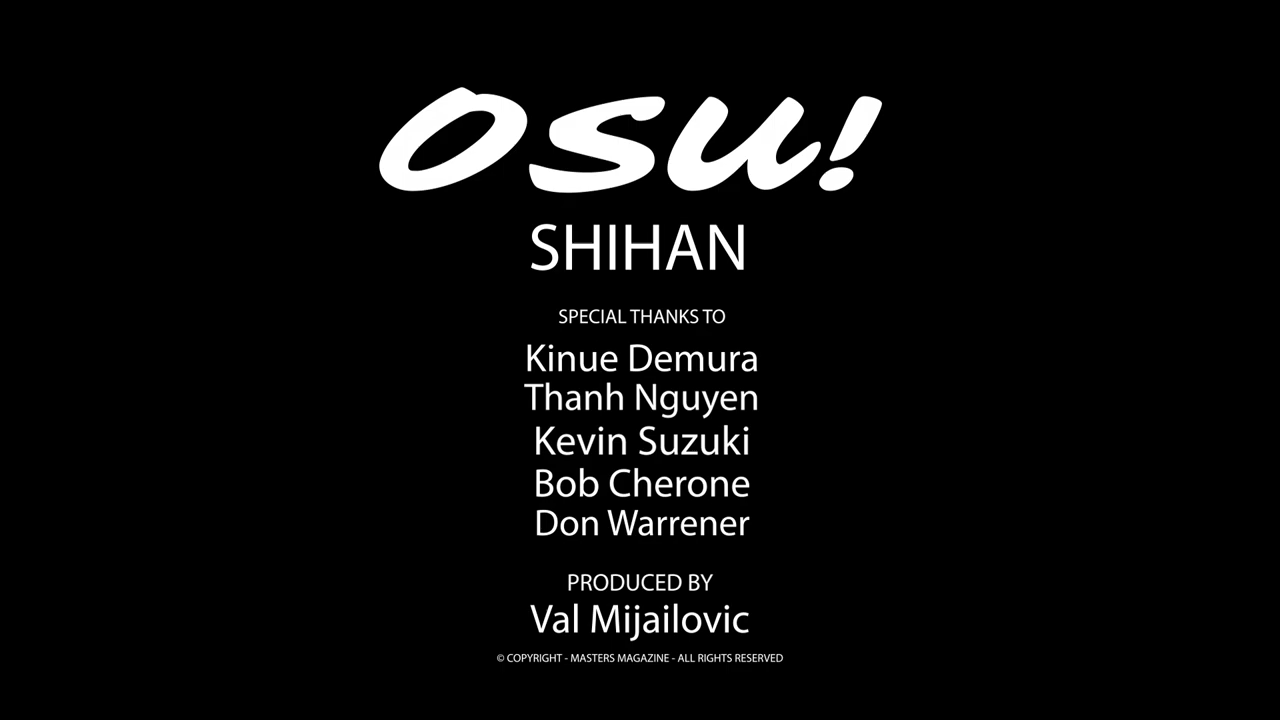 OSU!
SHIHAN
SPECIAL THANKS TO
Kinue Demura
Thanh Nguyen
Kevin Suzuki
Bob Cherone
Don Warrener
PRODUCED BY
Val Mijailovic
© COPYRIGHT - MASTERS MAGAZINE - ALL RIGHTS RESERVED